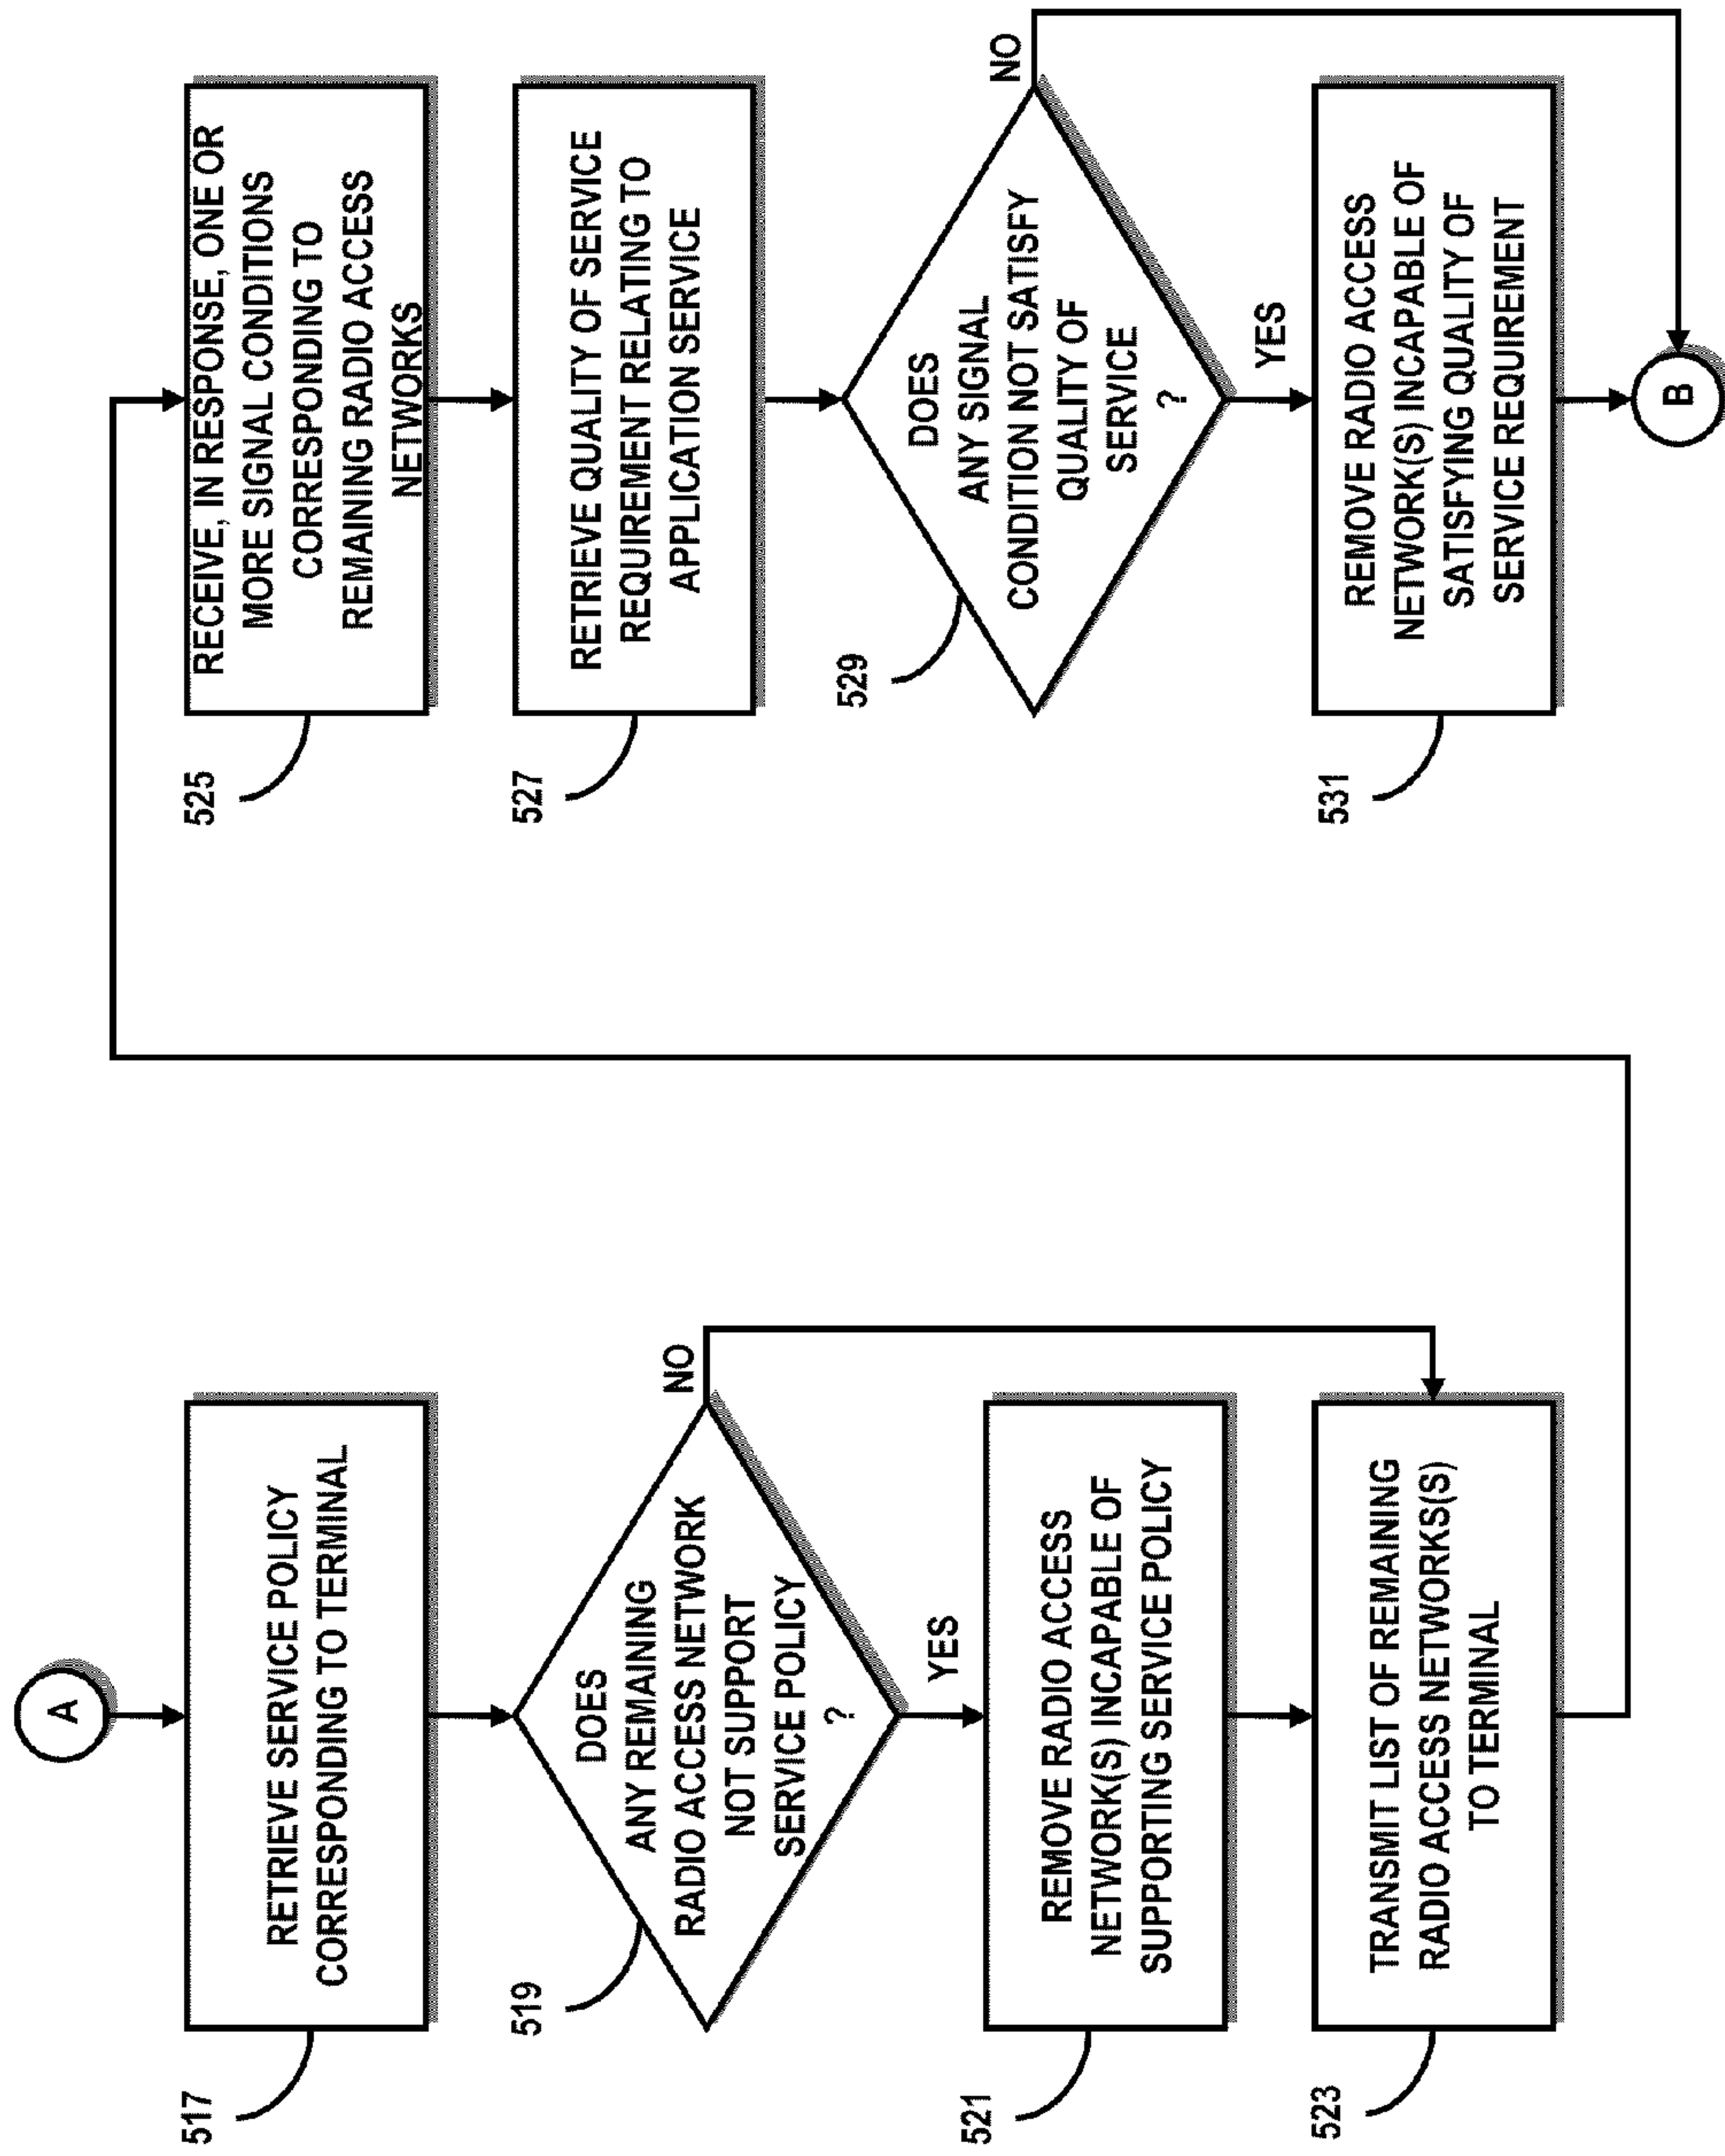 A
517
RETRIEVE SERVICE POLICY
CORRESPONDING TO TERMINAL
519
DOES
ANY REMAINING
RADIO ACCESS NETWORK
NOT SUPPORT
SERVICE POLICY
?
NO
YES
521
REMOVE RADIO ACCESS
NETWORK(S) INCAPABLE OF
SUPPORTING SERVICE POLICY
523
TRANSMIT LIST OF REMAINING
RADIO ACCESS NETWORKS(S)
TO TERMINAL
525
RECEIVE, IN RESPONSE, ONE OR
MORE SIGNAL CONDITIONS
CORRESPONDING TO
REMAINING RADIO ACCESS
NETWORKS
527
RETRIEVE QUALITY OF SERVICE
REQUIREMENT RELATING TO
APPLICATION SERVICE
529
DOES
ANY SIGNAL
CONDITION NOT SATISFY
QUALITY OF
SERVICE
?
NO
YES
531
REMOVE RADIO ACCESS
NETWORK(S) INCAPABLE OF
SATISFYING QUALITY OF
SERVICE REQUIREMENT
B